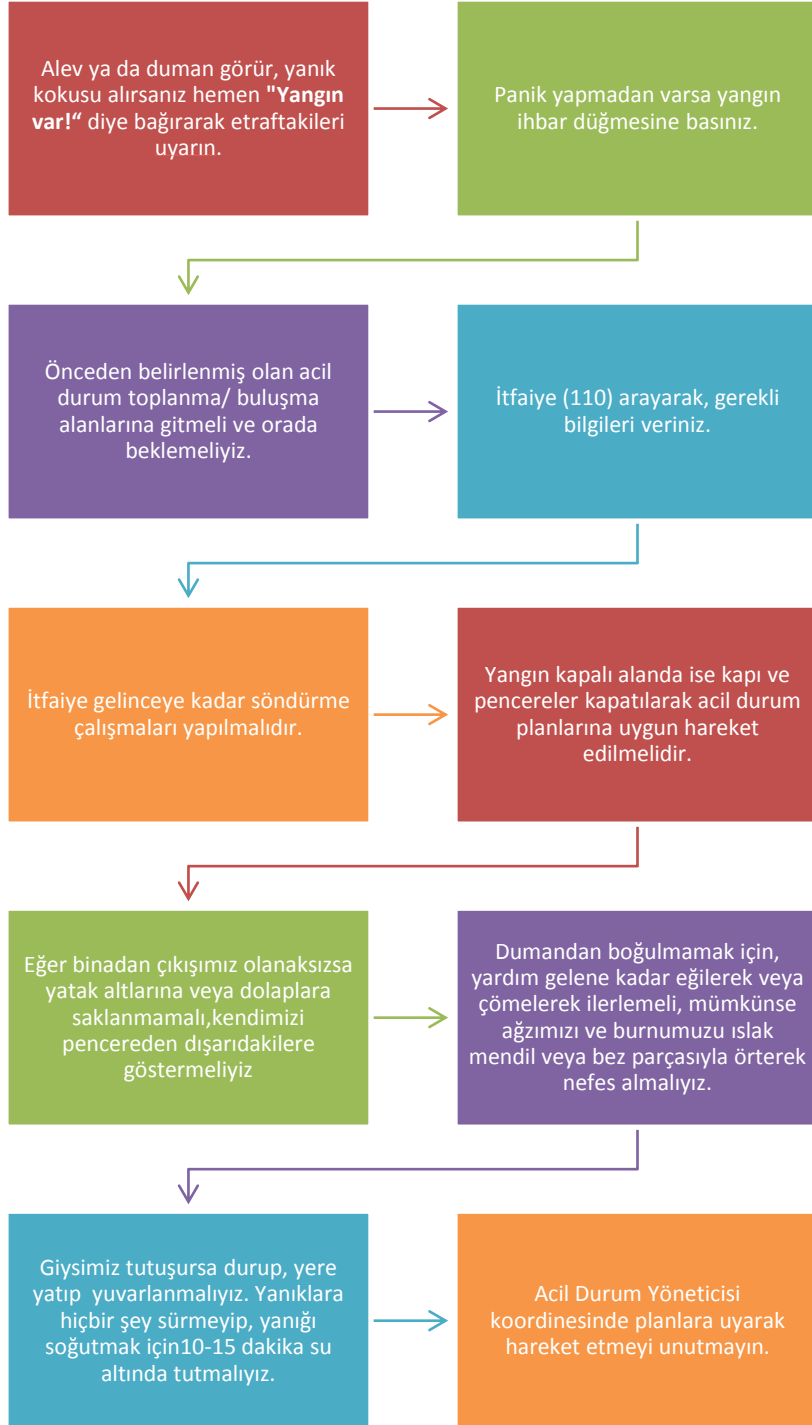 Alev ya da duman görür, yanık
kokusu alırsanız hemen "Yangın
var!“ diye bağırarak etraftakileri
uyarın.
Panik yapmadan varsa yangın
ihbar düğmesine basınız.
Önceden belirlenmiş olan acil
durum toplanma/ buluşma
alanlarına gitmeli ve orada
beklemeliyiz.
İtfaiye (110) arayarak, gerekli
bilgileri veriniz.
İtfaiye gelinceye kadar söndürme
çalışmaları yapılmalıdır.
Yangın kapalı alanda ise kapı ve
pencereler kapatılarak acil durum
planlarına uygun hareket
edilmelidir.
Eğer binadan çıkışımız olanaksızsa
yatak altlarına veya dolaplara
saklanmamalı,kendimizi
pencereden dışarıdakilere
göstermeliyiz
Dumandan boğulmamak için,
yardım gelene kadar eğilerek veya
çömelerek ilerlemeli, mümkünse
ağzımızı ve burnumuzu ıslak
mendil veya bez parçasıyla örterek
nefes almalıyız.
Giysimiz tutuşursa durup, yere
yatıp  yuvarlanmalıyız. Yanıklara
hiçbir şey sürmeyip, yanığı
soğutmak için10-15 dakika su
altında tutmalıyız.
Acil Durum Yöneticisi
koordinesinde planlara uyarak
hareket etmeyi unutmayın.